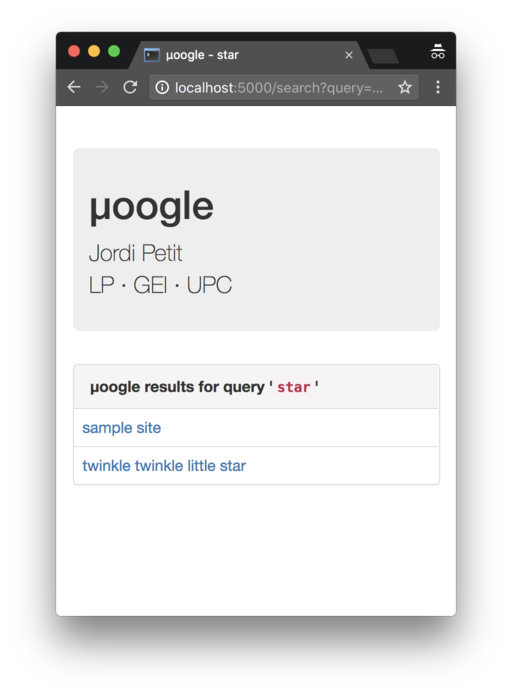 µoogle - star
localhost:5000/search?query=...
µoogle
Jordi Petit
LP · GEI · UPC
µoogle results for query ' star '
sample site
twinkle twinkle little star